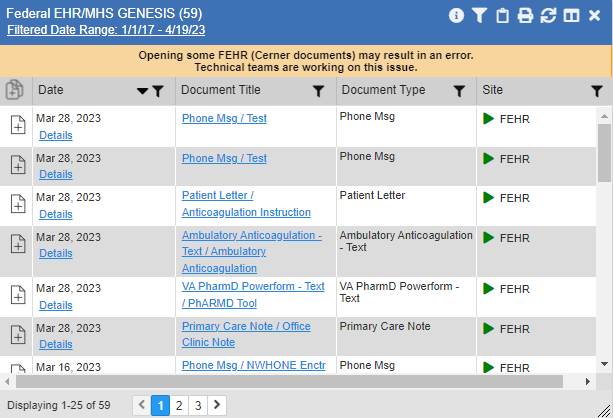 Federal EHR/MHS GENESIS (59)
Filtered Date Range: 1/1/17 - 4/19/23
Opening some FEHR (Cerner documents) may result in an error.
Technical teams are working on this issue.
Date Document Title Document Type Site
Mar 28, 2023 Phone Msg / Test Phone Msg FEHR
Details
Mar 28, 2023 Phone Msg / Test Phone Msg FEHR
Details
Mar 28, 2023 Patient Letter / Patient Letter FEHR
Details Anticoagulation Instruction
Mar 28, 2023 Ambulatory Anticoagulation - Ambulatory Anticoagulation FEHR
Details Text / Ambulatory - Text
Anticoagulation
Mar 28, 2023 VA PharmD Powerform - Text VA PharmD Powerform - FEHR
Details / PhARMD Tool Text
Mar 28, 2023 Primary Care Note / Office Primary Care Note FEHR
Details Clinic Note
Mar 16, 2023 Phone Msg / NWHONE Enctr Phone Msg FEHR
Displaying 1-25 of 59 1 2 3